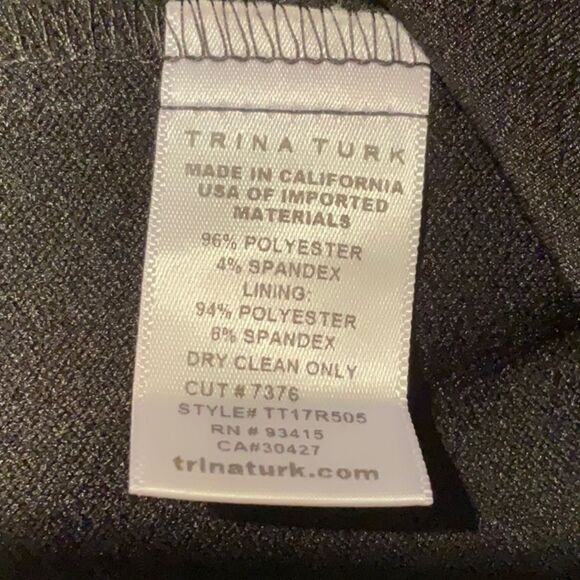 TRINA TURK
MADE IN CALIFORNIA
USA OF IMPORTED
MATERIALS
96% POLYESTER
4% SPANDEX
LINING:
94% POLYESTER
6% SPANDEX
DRY CLEAN ONLY
CUT # 7376
STYLE# TT17R505
RN # 93415
CA#30427
trinaturk.com